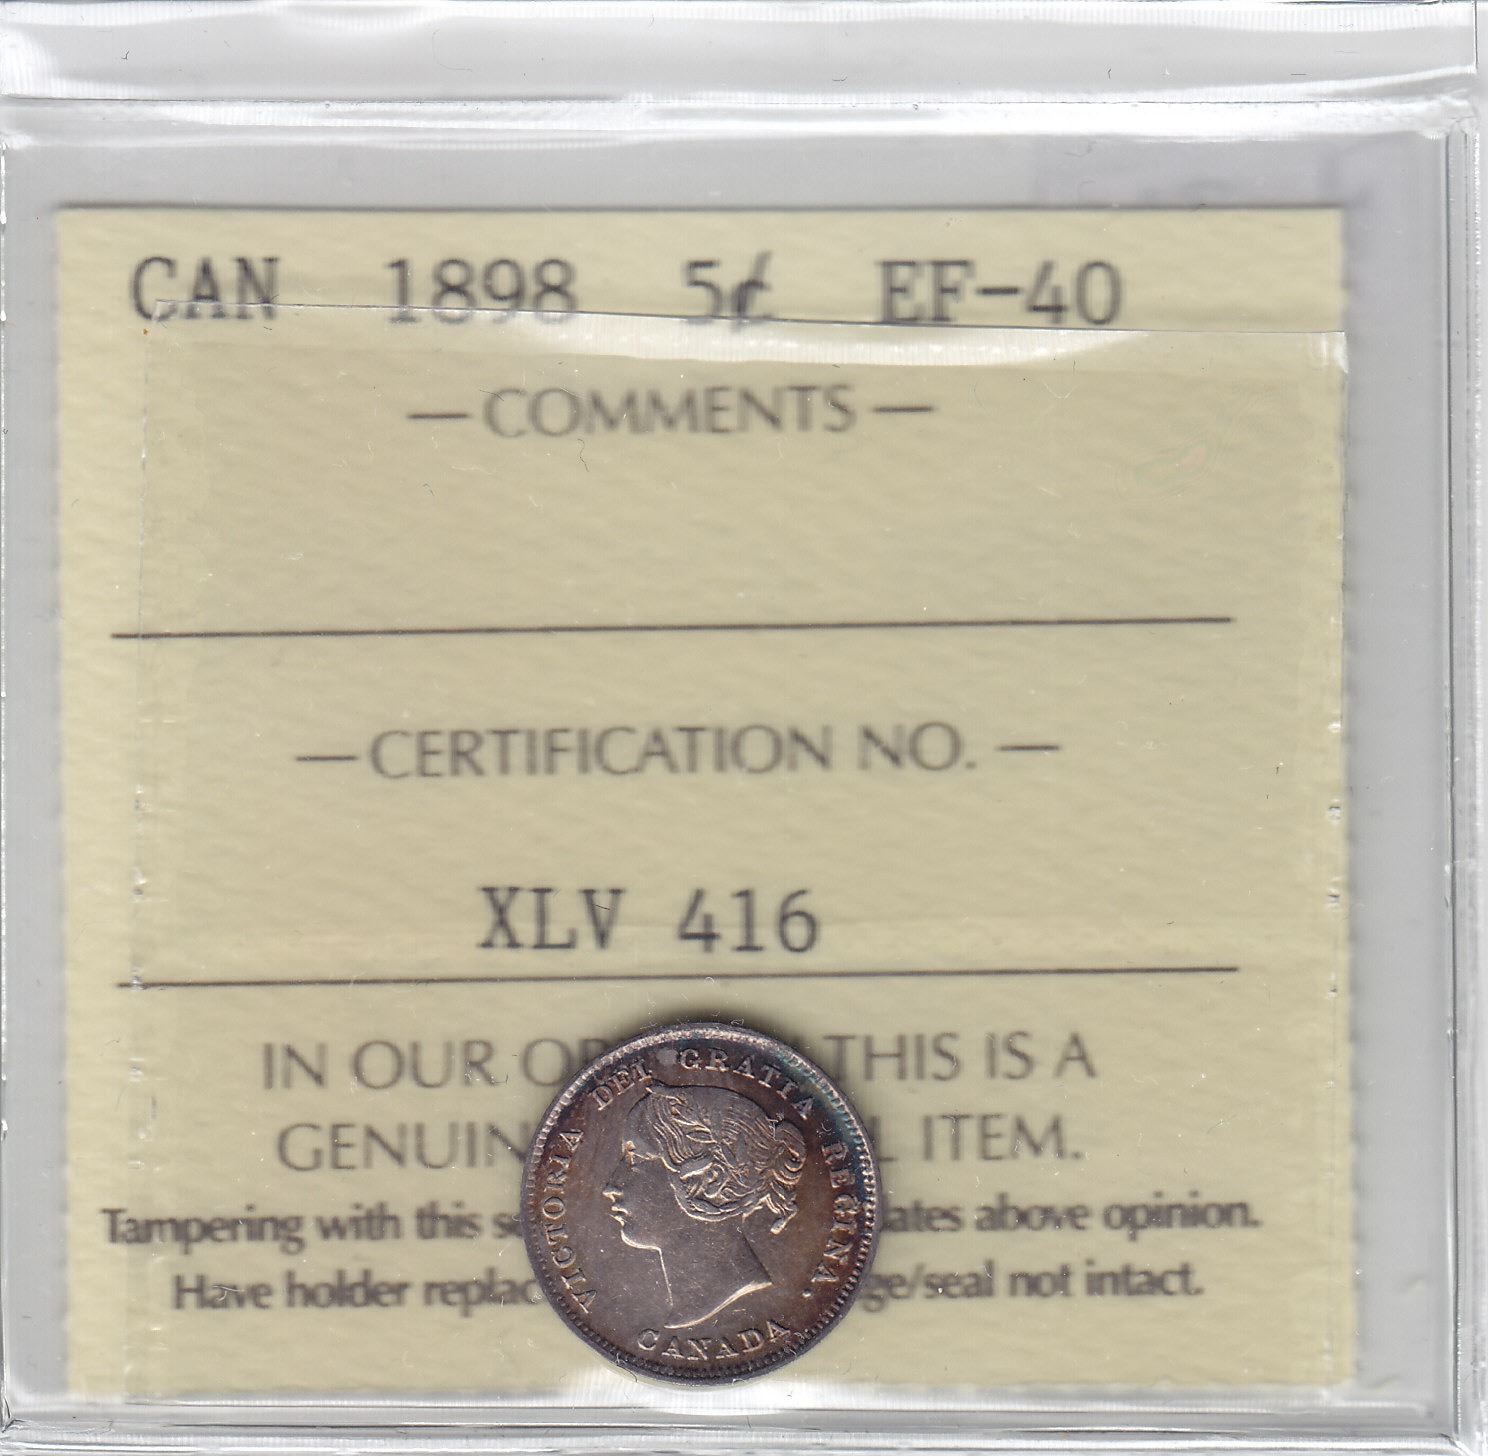 CAN 1898 5¢ EF-40
— COMMENTS —
— CERTIFICATION NO. —
XLV 416
IN OUR OP THIS IS A
GENUIN L ITEM.
Tampering with this s lates above opinion.
Have holder replac ge/seal not intact.
VICTORIA DEI GRATIA REGINA.
CANADA